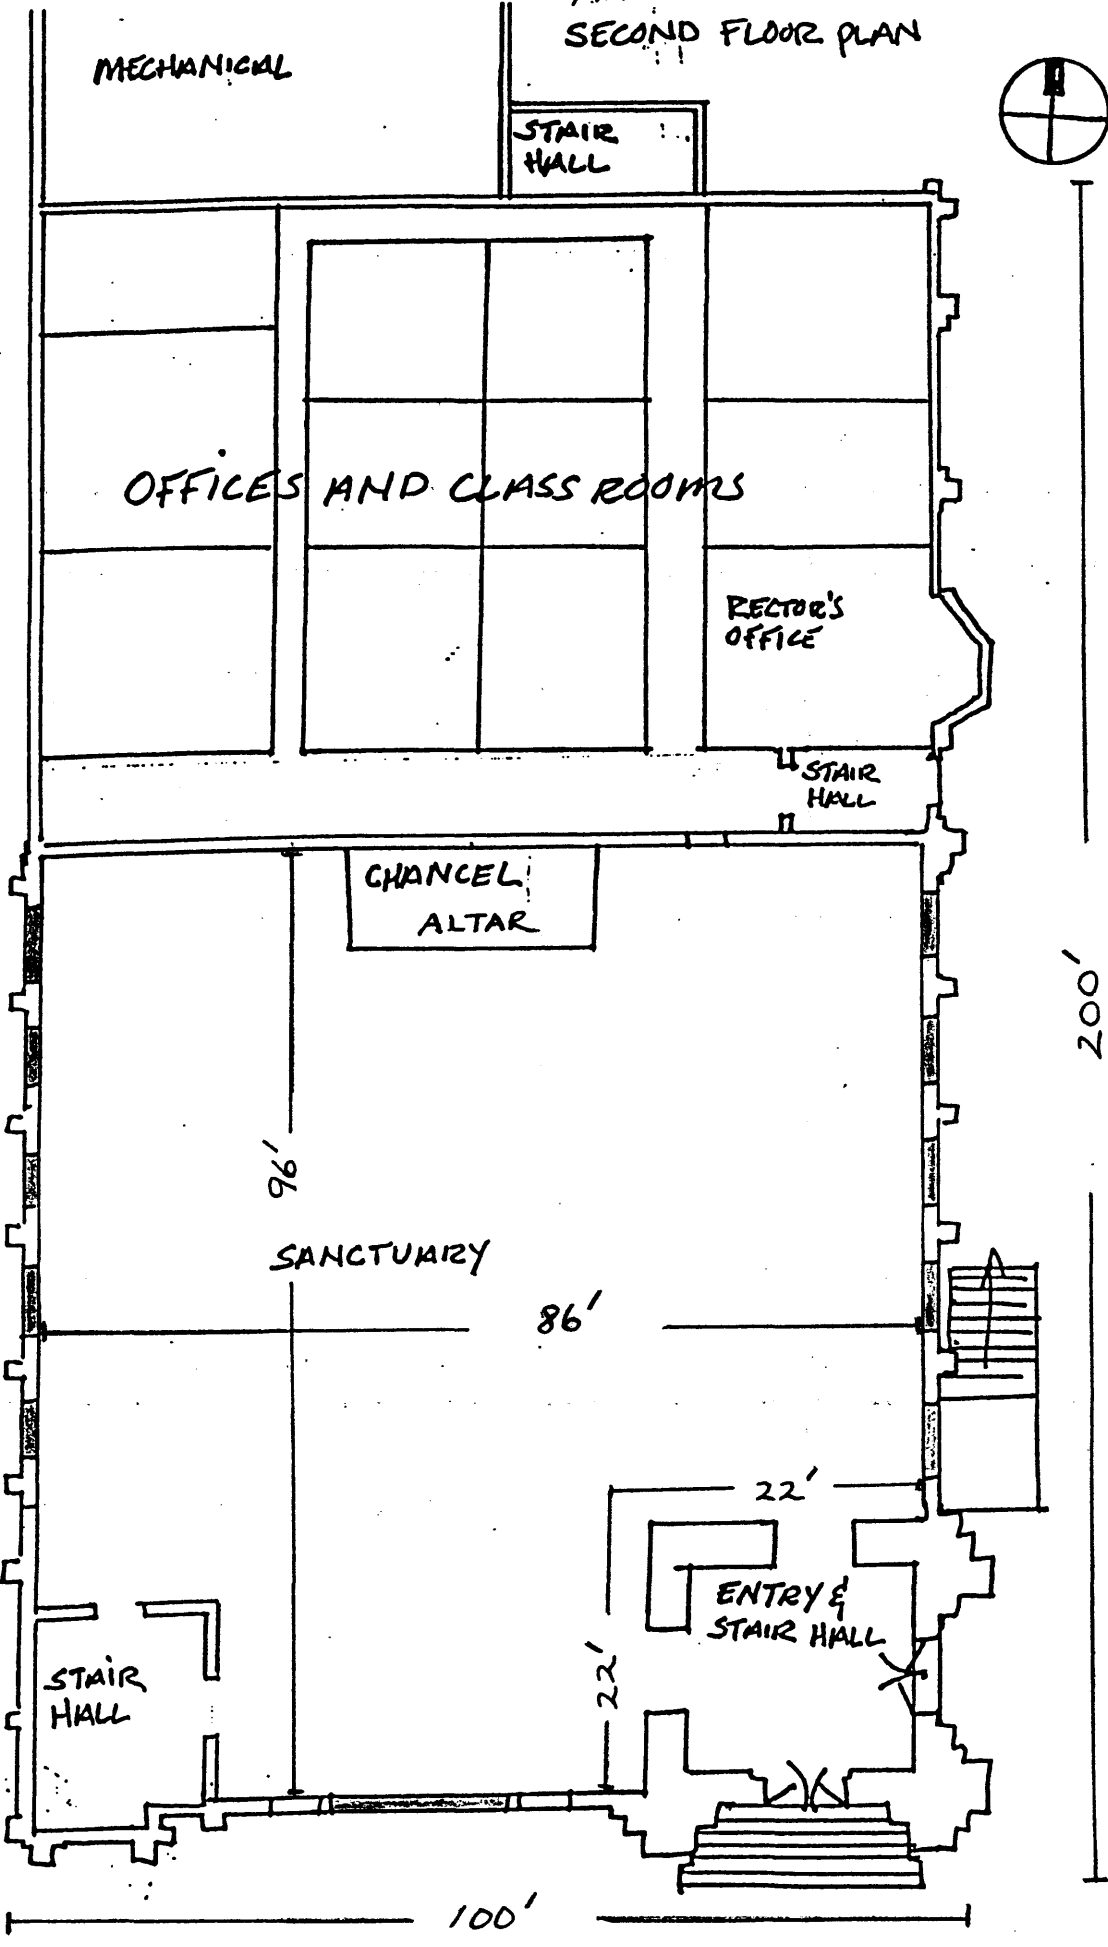 SECOND FLOOR PLAN
MECHANICAL
STAIR
HALL
OFFICES AND CLASS ROOMS
RECTOR'S
OFFICE
STAIR
HALL
CHANCEL
ALTAR
200'
96'
SANCTUARY
86'
22'
ENTRY &
STAIR HALL
22'
STAIR
HALL
100'